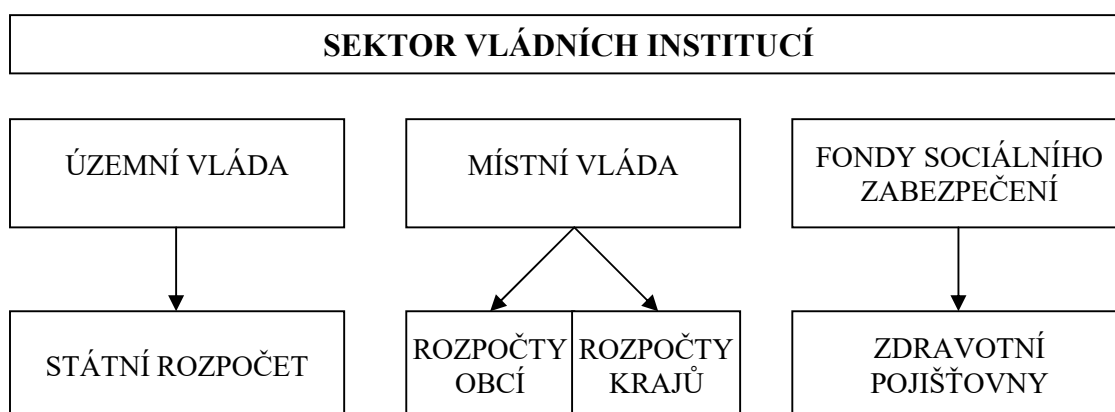 SEKTOR VLÁDNÍCH INSTITUCÍ
ÚZEMNÍ VLÁDA
MÍSTNÍ VLÁDA
FONDY SOCIÁLNÍHO
ZABEZPEČENÍ
STÁTNÍ ROZPOČET
ROZPOČTY
OBCÍ
ROZPOČTY
KRAJŮ
ZDRAVOTNÍ
POJIŠŤOVNY